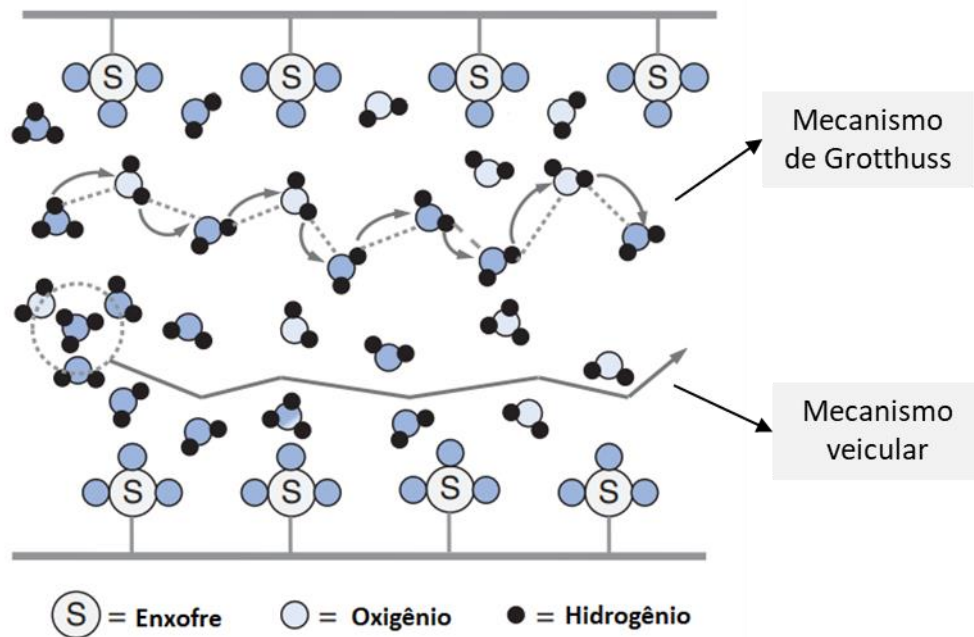 S S S S
Mecanismo
de Grotthuss
Mecanismo
veicular
S S S S
S = Enxofre = Oxigênio = Hidrogênio